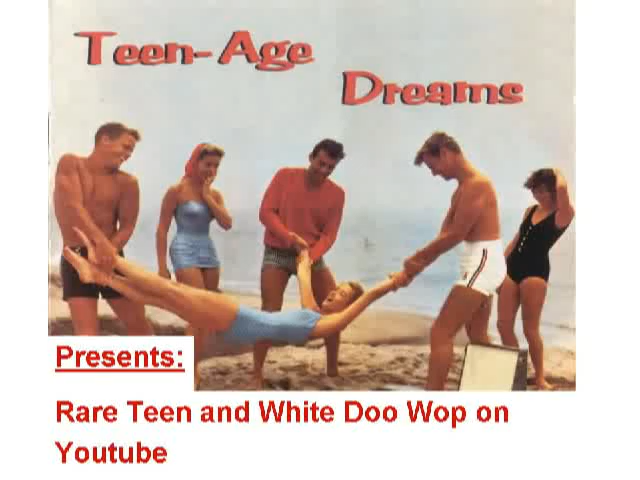 Teen-Age
Dreams
Presents:
Rare Teen and White Doo Wop on
Youtube